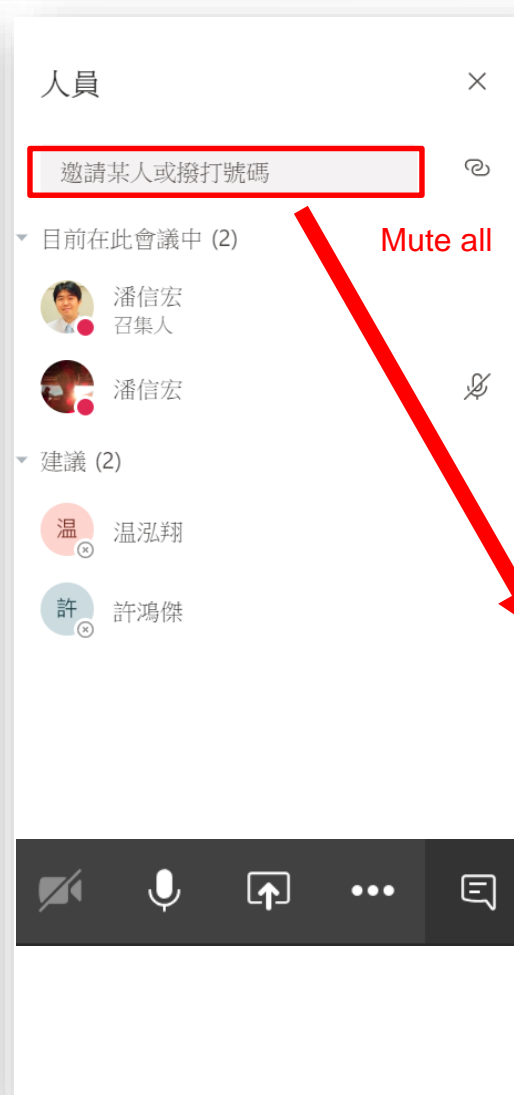 人員
邀請某人或撥打號碼
目前在此會議中 (2)
Mute all
潘信宏
召集人
潘信宏
建議 (2)
温
温泓翔
許
許鴻傑